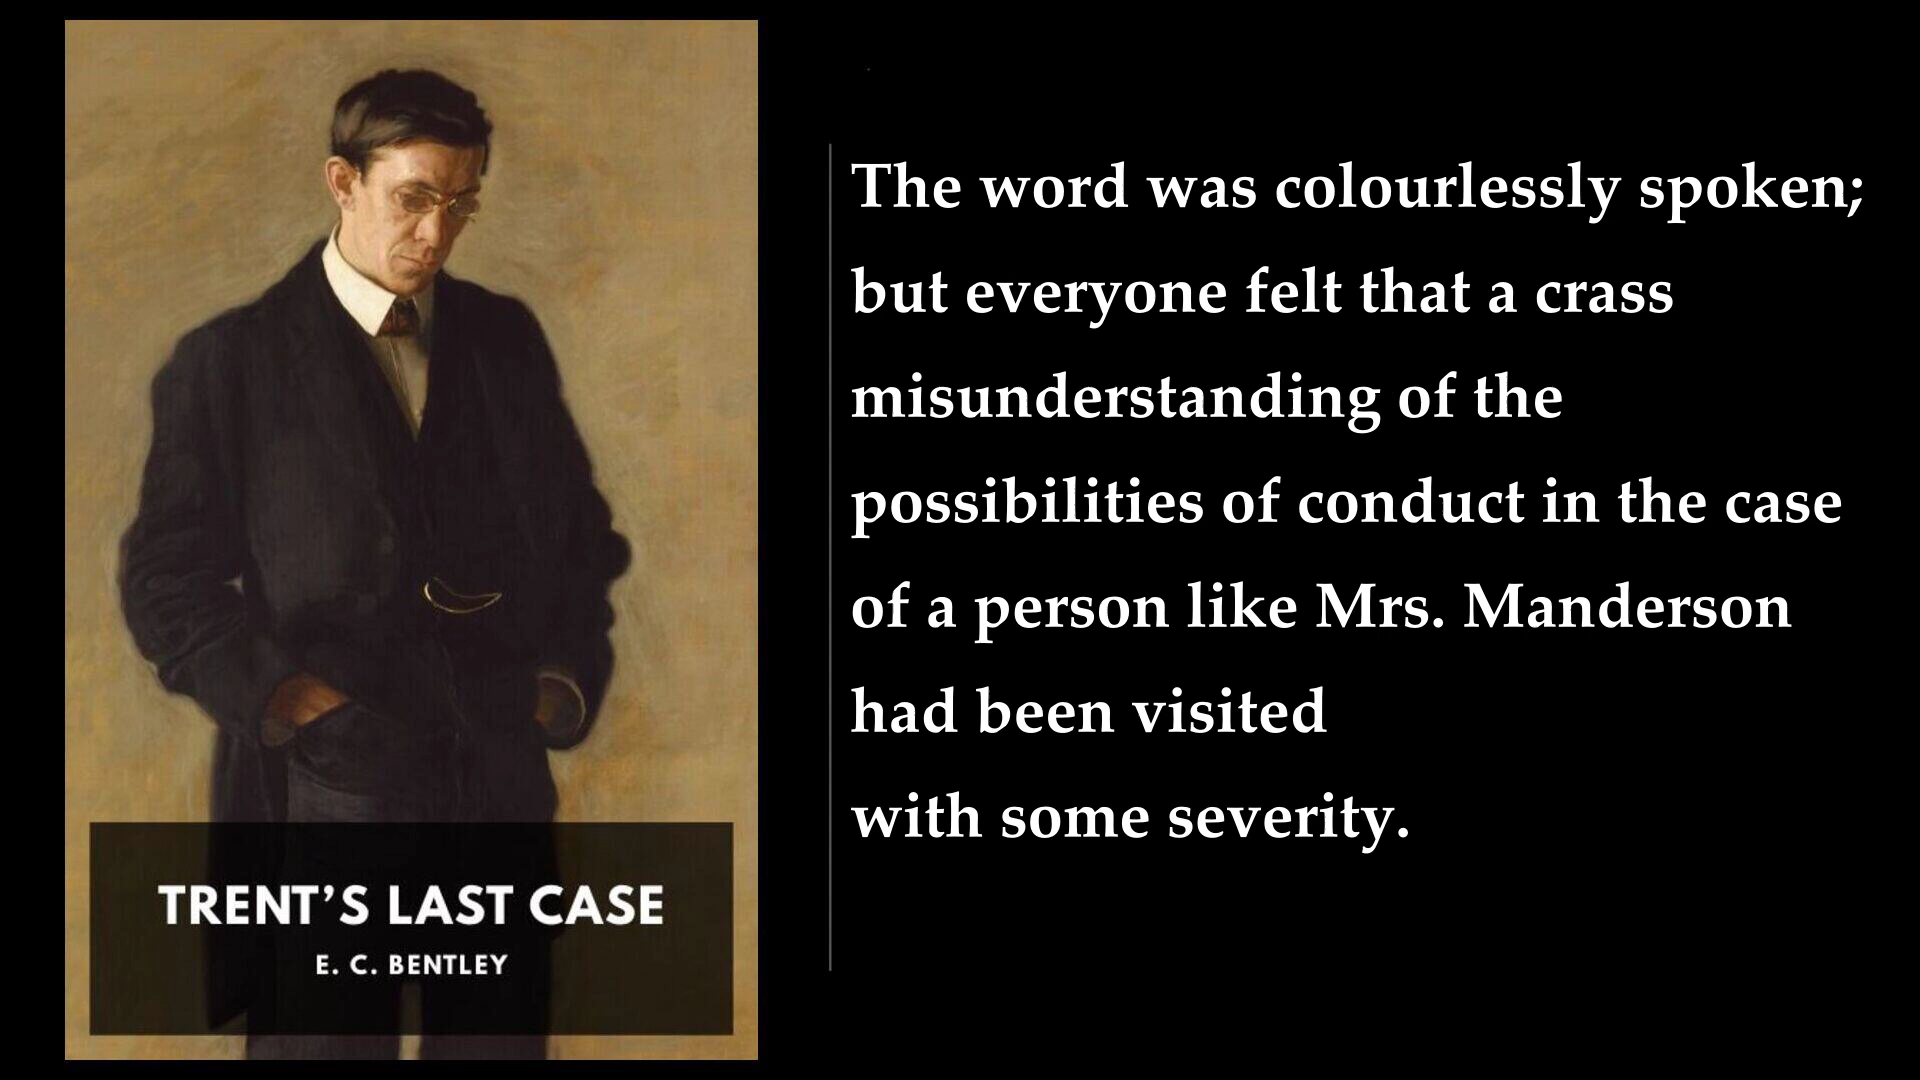 The word was colourlessly spoken;
but everyone felt that a crass
misunderstanding of the
possibilities of conduct in the case
of a person like Mrs. Manderson
had been visited
with some severity.
TRENT’S LAST CASE
E. C. BENTLEY